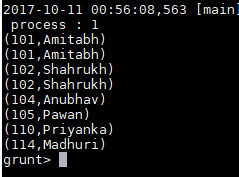 2017-10-11 00:56:08,563 [main]
process : 1
(101,Amitabh)
(101,Amitabh)
(102,Shahrukh)
(102,Shahrukh)
(104,Anubhav)
(105,Pawan)
(110,Priyanka)
(114,Madhuri)
grunt>